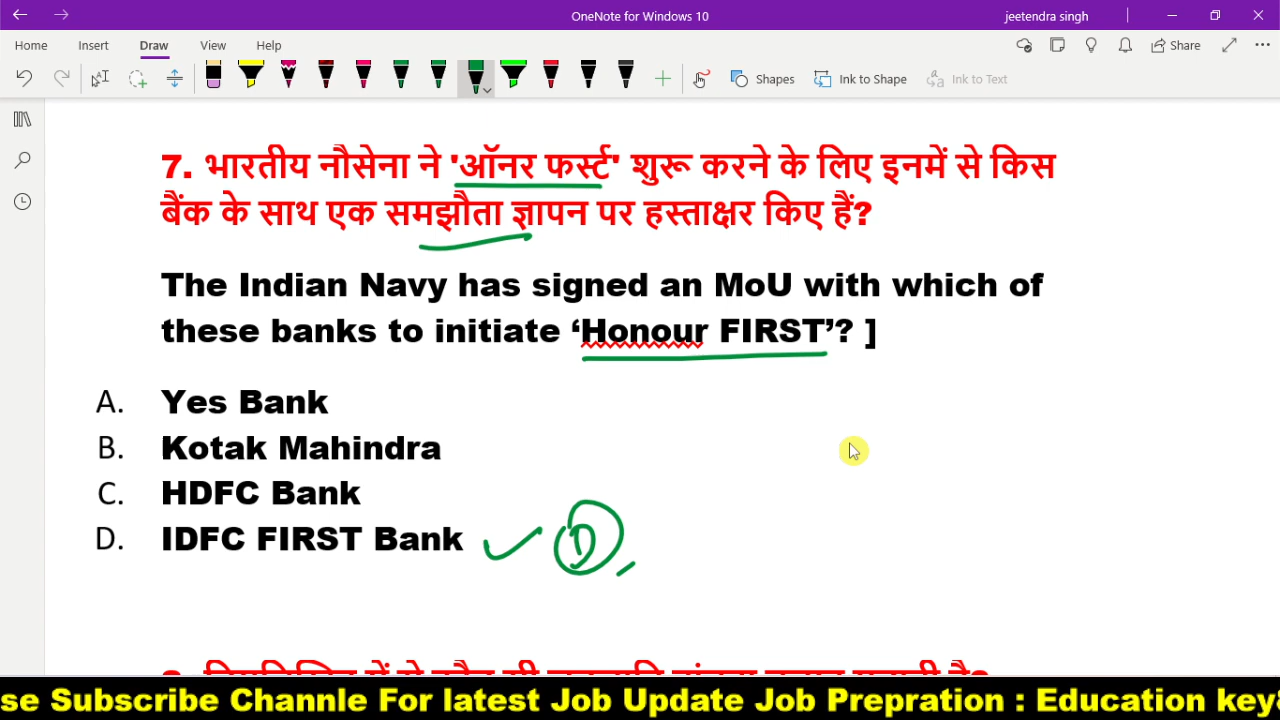 OneNote for Windows 10
jeetendra singh
Home Insert Draw View Help
Share
Shapes Ink to Shape Ink to Text
7. भारतीय नौसेना ने 'ऑनर फर्स्ट' शुरू करने के लिए इनमें से किस
बैंक के साथ एक समझौता ज्ञापन पर हस्ताक्षर किए हैं?
The Indian Navy has signed an MoU with which of
these banks to initiate ‘Honour FIRST’? ]
A. Yes Bank
B. Kotak Mahindra
C. HDFC Bank
D. IDFC FIRST Bank D
se Subscribe Channle For latest Job Update Job Prepration : Education key